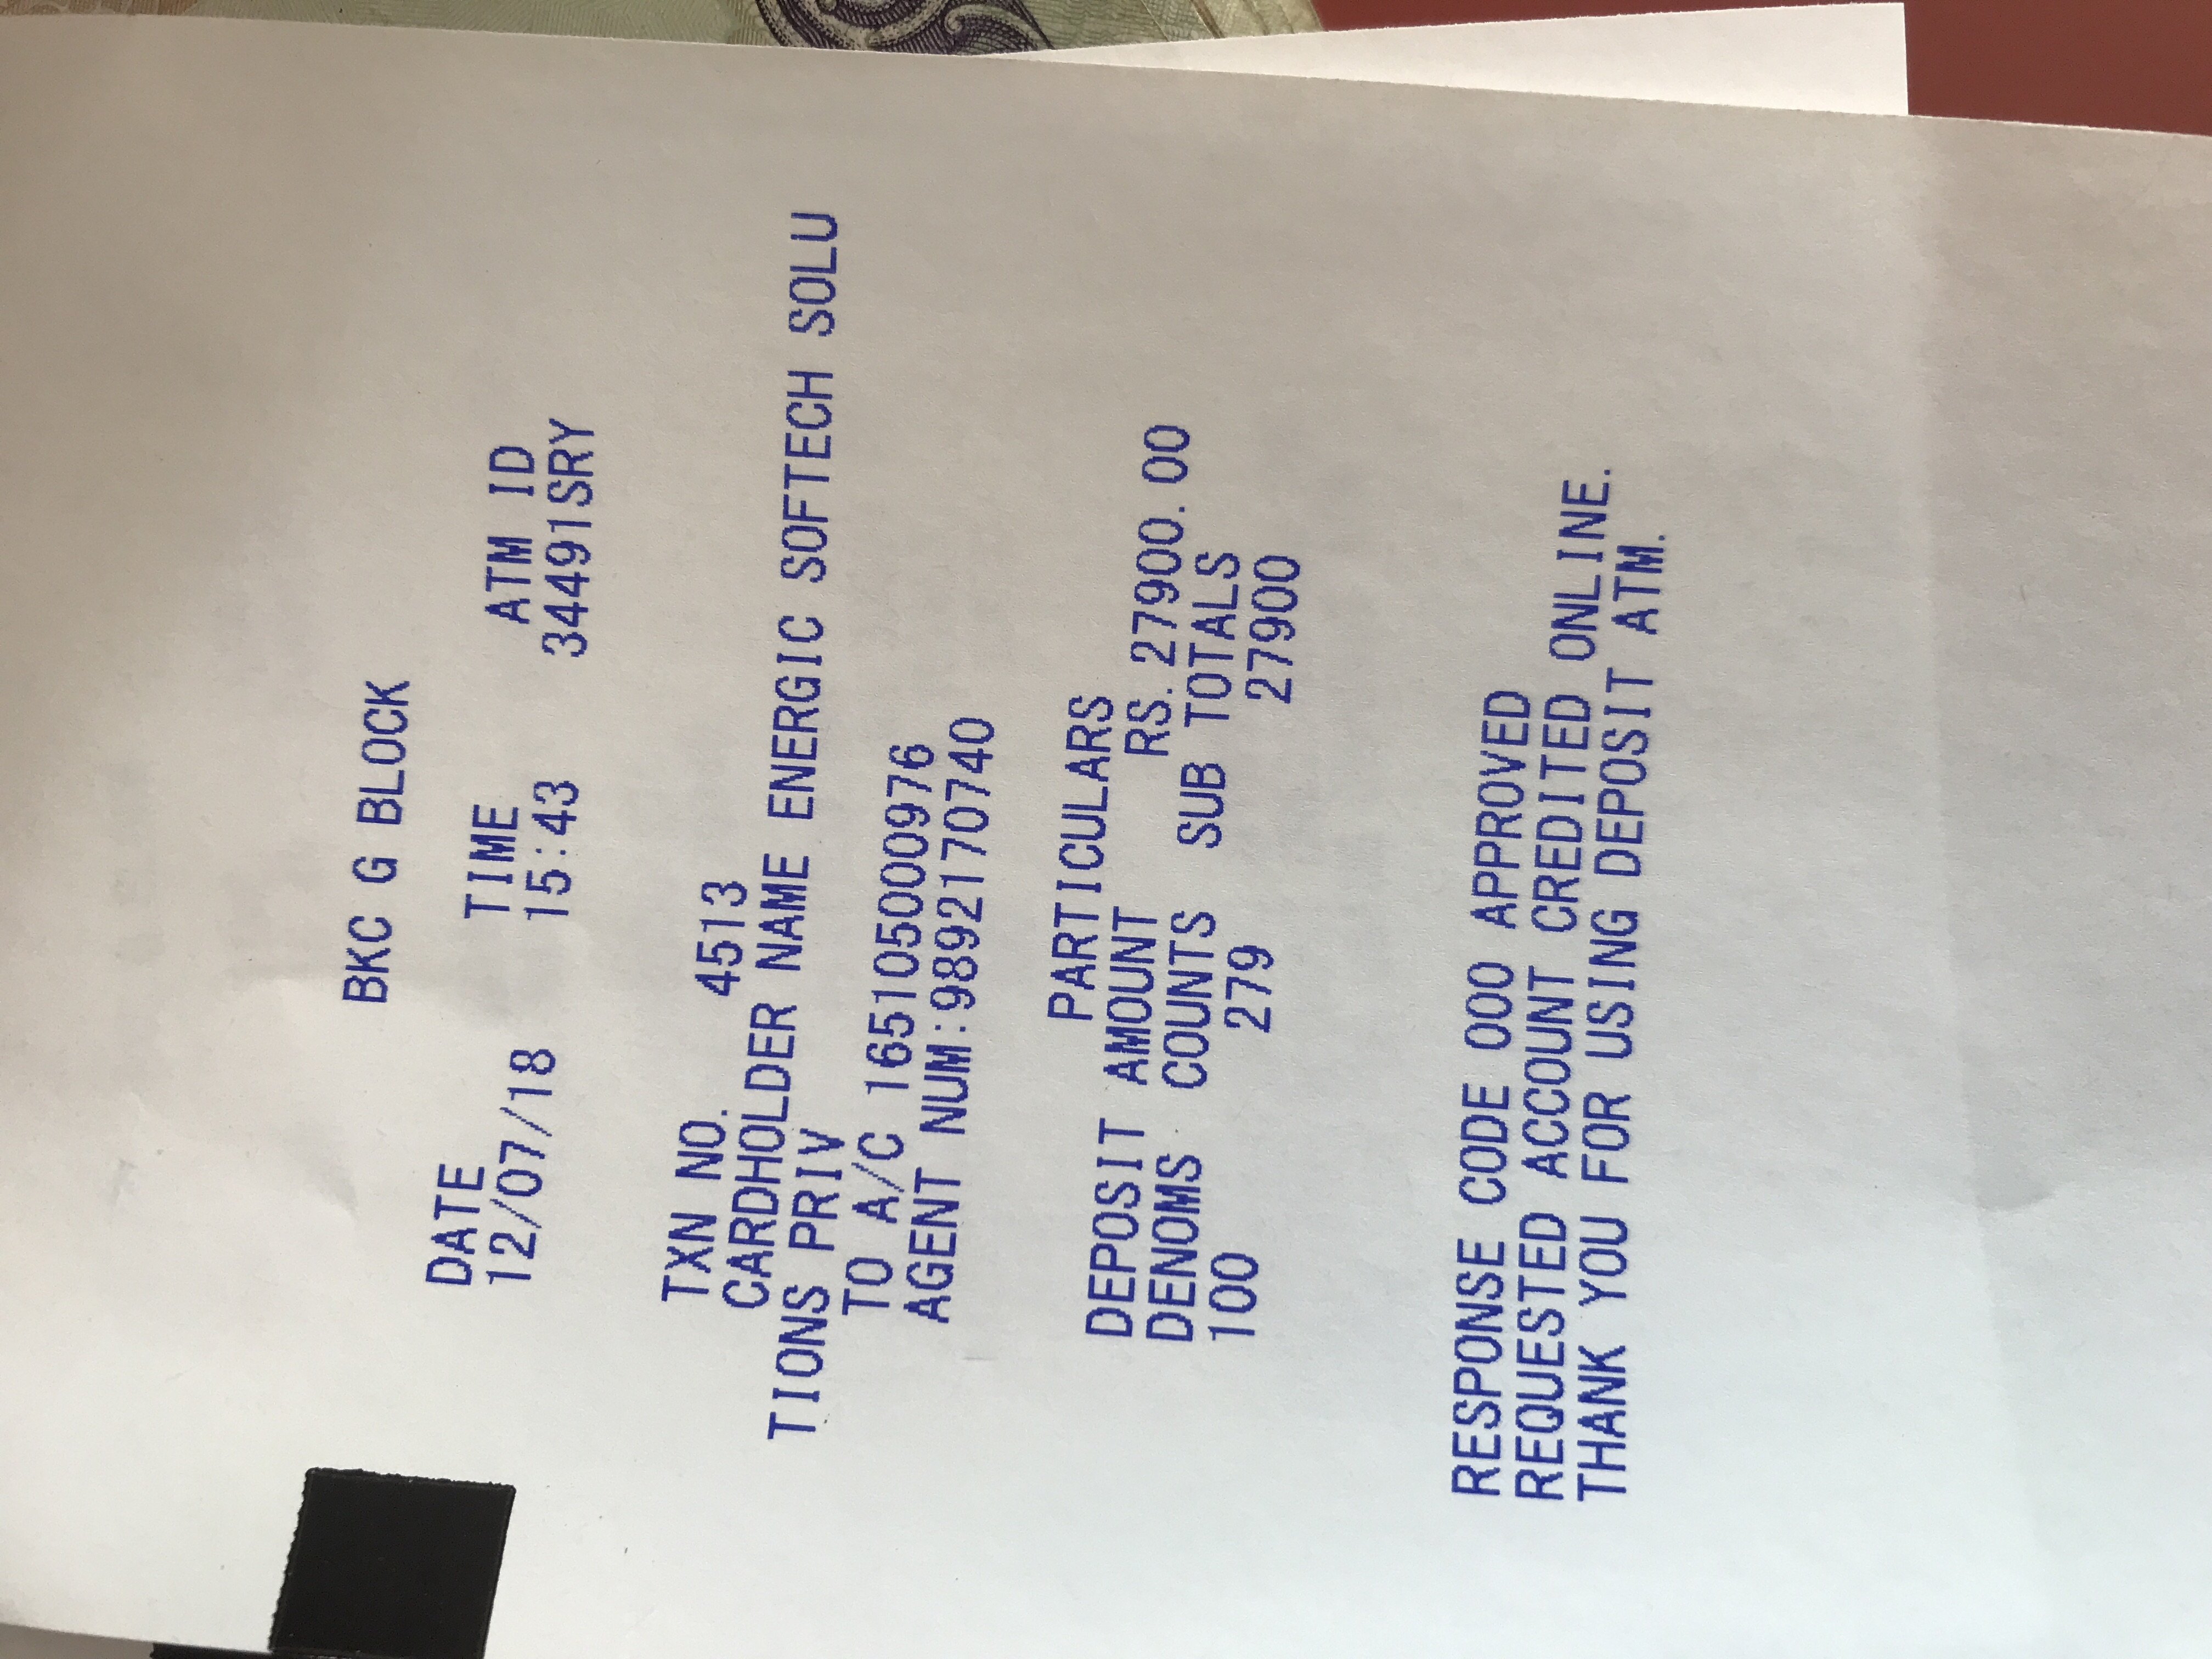 BKC G BLOCK
DATE TIME ATM ID
12/07/18 15:43 34491SRY
TXN NO. 4513
CARDHOLDER NAME ENERGIC SOFTECH SOLU
TIONS PRIV
TO A/C 165105000976
AGENT NUM:9892170740
PARTICULARS
DEPOSIT AMOUNT RS.27900.00
DENOMS COUNTS SUB TOTALS
100 279 27900
RESPONSE CODE 000 APPROVED
REQUESTED ACCOUNT CREDITED ONLINE.
THANK YOU FOR USING DEPOSIT ATM.